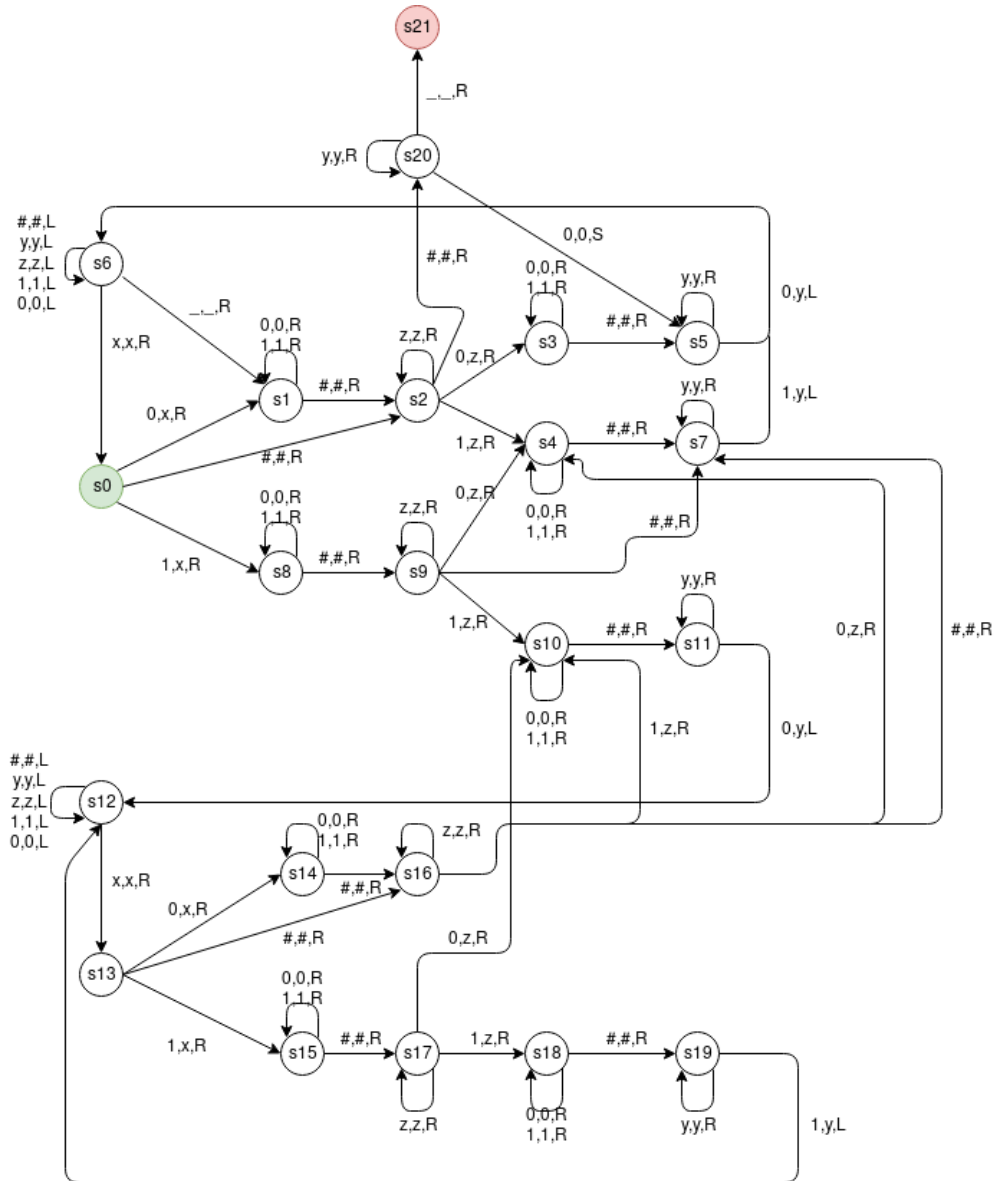 s21
_,_,R
y,y,R
s20
#,#,L
y,y,L
z,z,L
1,1,L
0,0,L
s6
#,#,R
0,0,S
0,0,R
1,1,R
y,y,R
0,y,L
_,_,R
x,x,R
s3
#,#,R
s5
0,0,R
1,1,R
z,z,R
0,z,R
s1
#,#,R
s2
y,y,R
1,y,L
0,x,R
1,z,R
s4
#,#,R
s7
#,#,R
s0
0,0,R
1,1,R
z,z,R
0,z,R
0,0,R
1,1,R
#,#,R
1,x,R
s8
#,#,R
s9
y,y,R
1,z,R
s10
#,#,R
s11
0,z,R
#,#,R
0,0,R
1,1,R
1,z,R
0,y,L
#,#,L
y,y,L
z,z,L
1,1,L
0,0,L
s12
0,0,R
1,1,R
z,z,R
x,x,R
s14
#,#,R
s16
0,x,R
#,#,R
0,z,R
s13
0,0,R
1,1,R
1,x,R
s15
#,#,R
s17
1,z,R
s18
#,#,R
s19
z,z,R
0,0,R
1,1,R
y,y,R
1,y,L